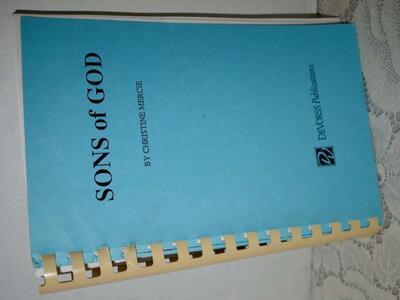 SONS of GOD
BY CHRISTINE MERCIE
DEVORSS Publications